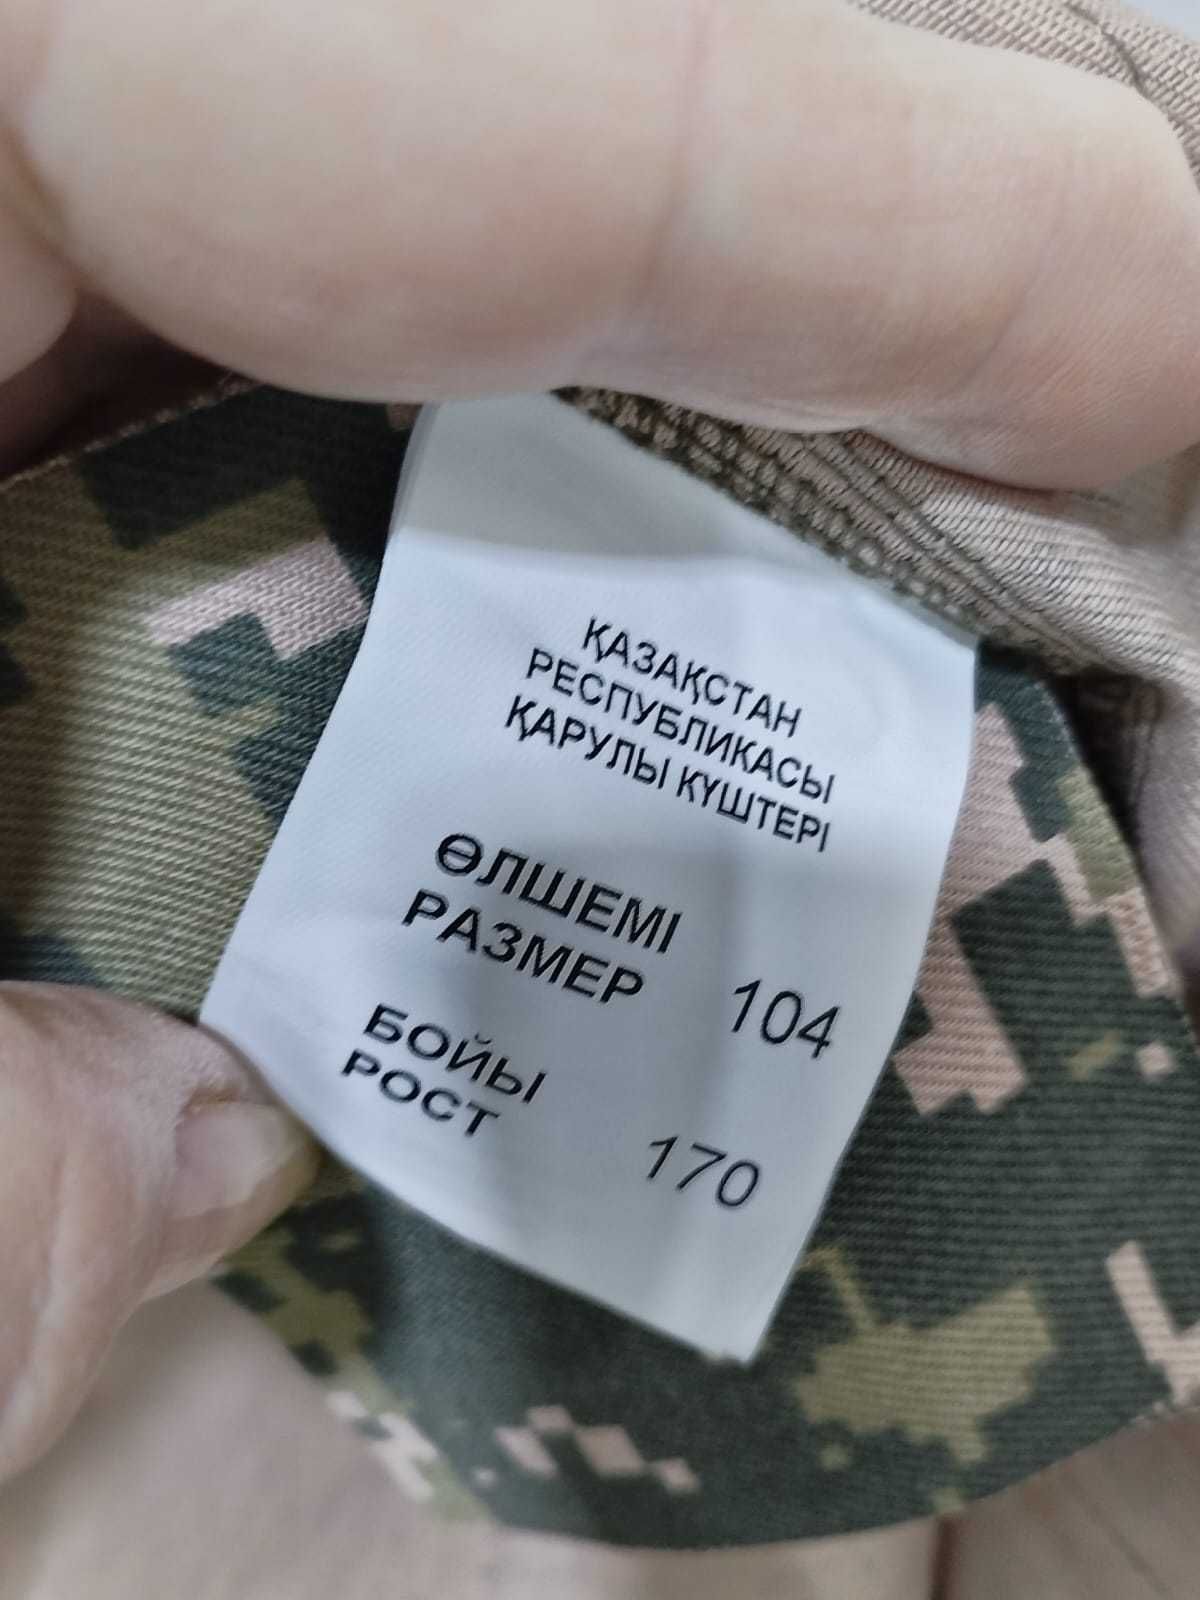 ҚАЗАҚСТАН
РЕСПУБЛИКАСЫ
ҚАРУЛЫ КҮШТЕРІ
ӨЛШЕМІ
РАЗМЕР 104
БОЙЫ
РОСТ 170